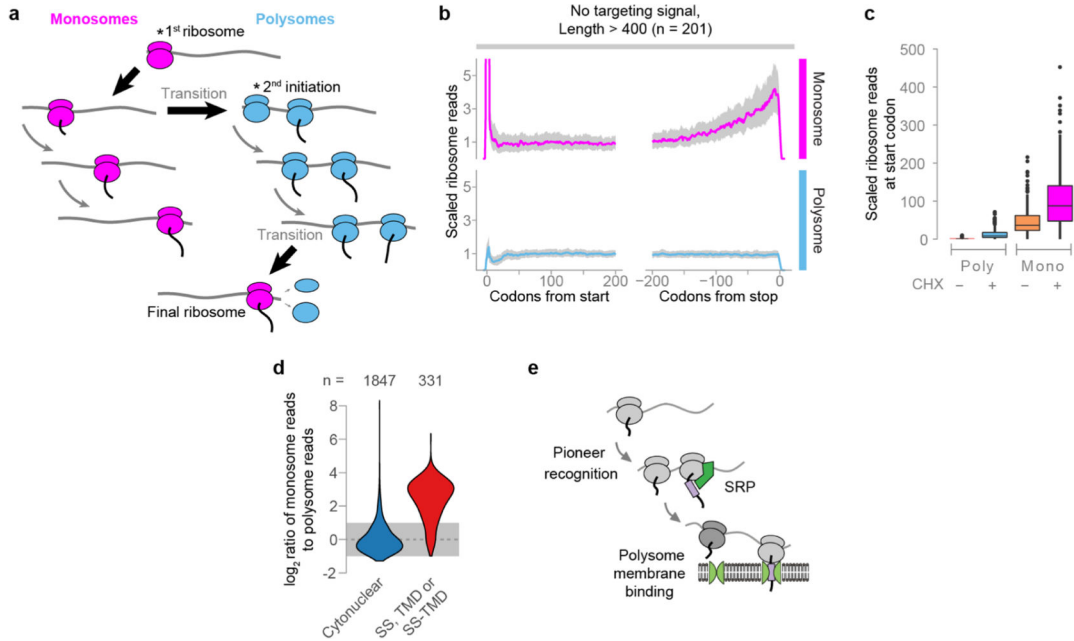 a
Monosomes
Polysomes
* 1st ribosome
Transition
* 2nd initiation
Transition
Final ribosome
b
No targeting signal,
Length > 400 (n = 201)
Scaled ribosome reads
5
3
1
5
3
1
Monosome
Polysome
0
100
200
−200
−100
0
Codons from start
Codons from stop
c
Scaled ribosome reads
at start codon
500
400
300
200
100
0
Poly
Mono
CHX
− + − +
d
n = 1847 331
log2 ratio of monosome reads
to polysome reads
8
6
4
2
0
-2
Cytonuclear
SS, TMD or
SS-TMD
e
Pioneer
recognition
SRP
Polysome
membrane
binding